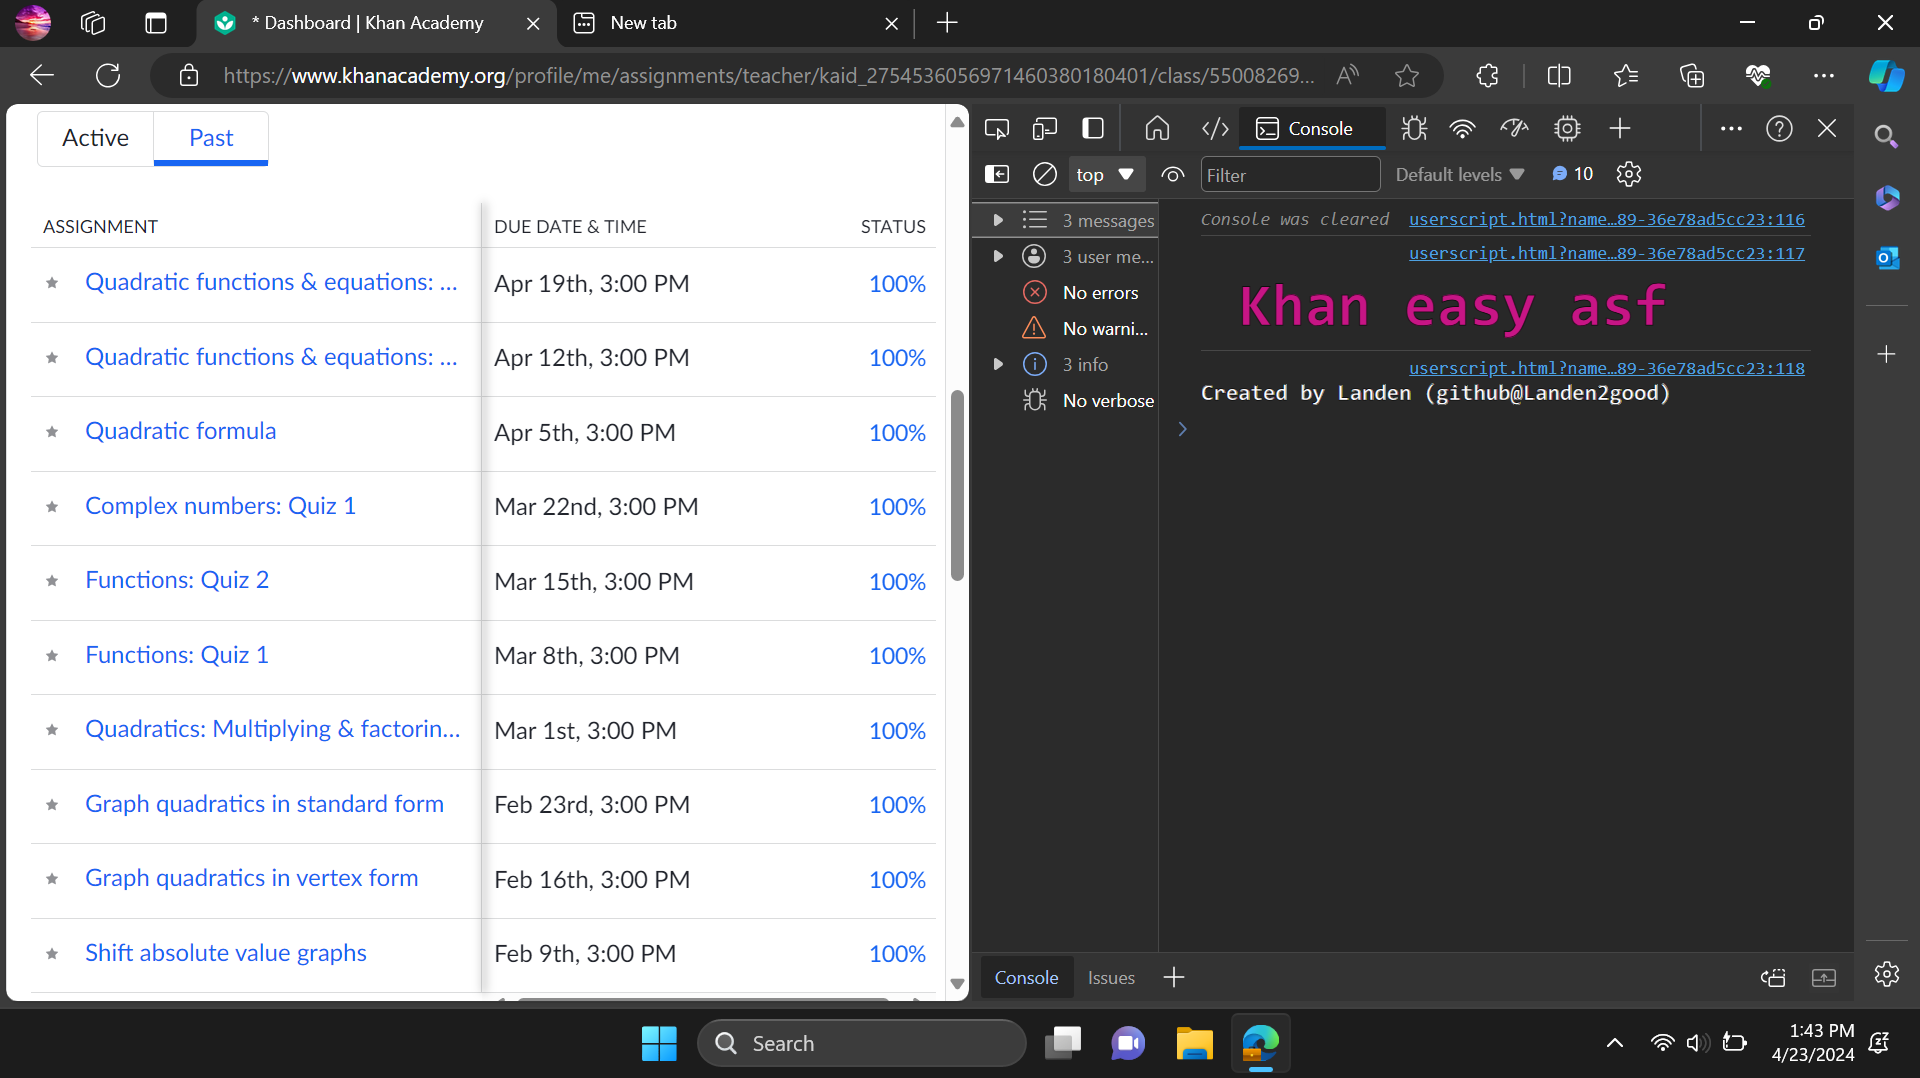 * Dashboard | Khan Academy
New tab
https://www.khanacademy.org/profile/me/assignments/teacher/kaid_275453605697146038018​0401/class/55008269...
Active
Past
ASSIGNMENT DUE DATE & TIME STATUS
Quadratic functions & equations: ... Apr 19th, 3:00 PM 100%
Quadratic functions & equations: ... Apr 12th, 3:00 PM 100%
Quadratic formula Apr 5th, 3:00 PM 100%
Complex numbers: Quiz 1 Mar 22nd, 3:00 PM 100%
Functions: Quiz 2 Mar 15th, 3:00 PM 100%
Functions: Quiz 1 Mar 8th, 3:00 PM 100%
Quadratics: Multiplying & factorin... Mar 1st, 3:00 PM 100%
Graph quadratics in standard form Feb 23rd, 3:00 PM 100%
Graph quadratics in vertex form Feb 16th, 3:00 PM 100%
Shift absolute value graphs Feb 9th, 3:00 PM 100%
Console
top
Filter
Default levels
10
3 messages
3 user me...
No errors
No warni...
3 info
No verbose
Console was cleared userscript.html?name…89-36e78ad5cc23:116
userscript.html?name…89-36e78ad5cc23:117
Khan easy asf
userscript.html?name…89-36e78ad5cc23:118
Created by Landen (github@Landen2good)
Console
Issues
Search
1:43 PM
4/23/2024